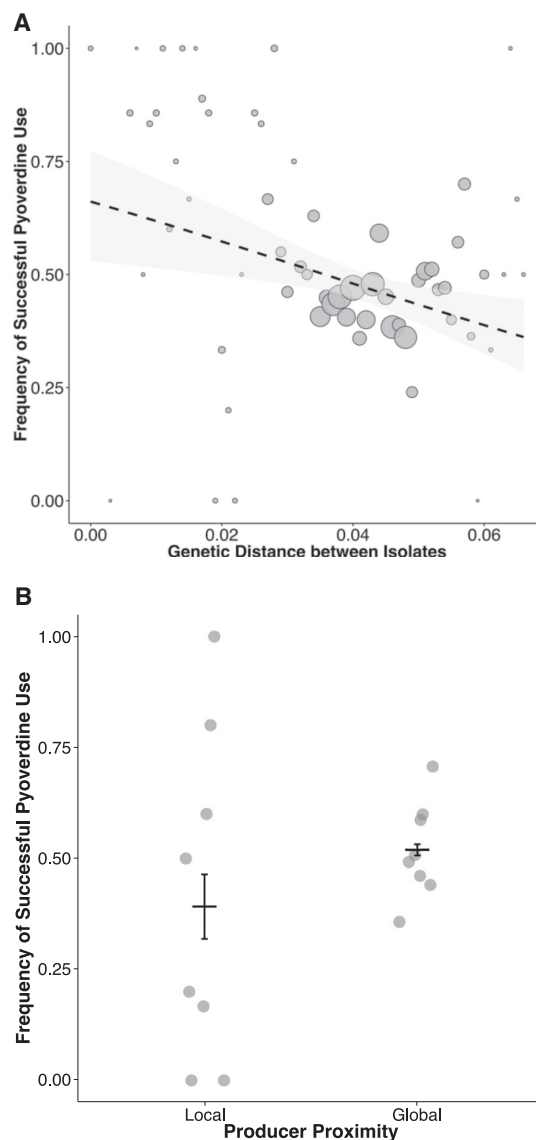 A
Frequency of Successful Pyoverdine Use
1.00
0.75
0.50
0.25
0.00
0.00 0.02 0.04 0.06
Genetic Distance between Isolates
B
Frequency of Successful Pyoverdine Use
1.00
0.75
0.50
0.25
0.00
Local Global
Producer Proximity